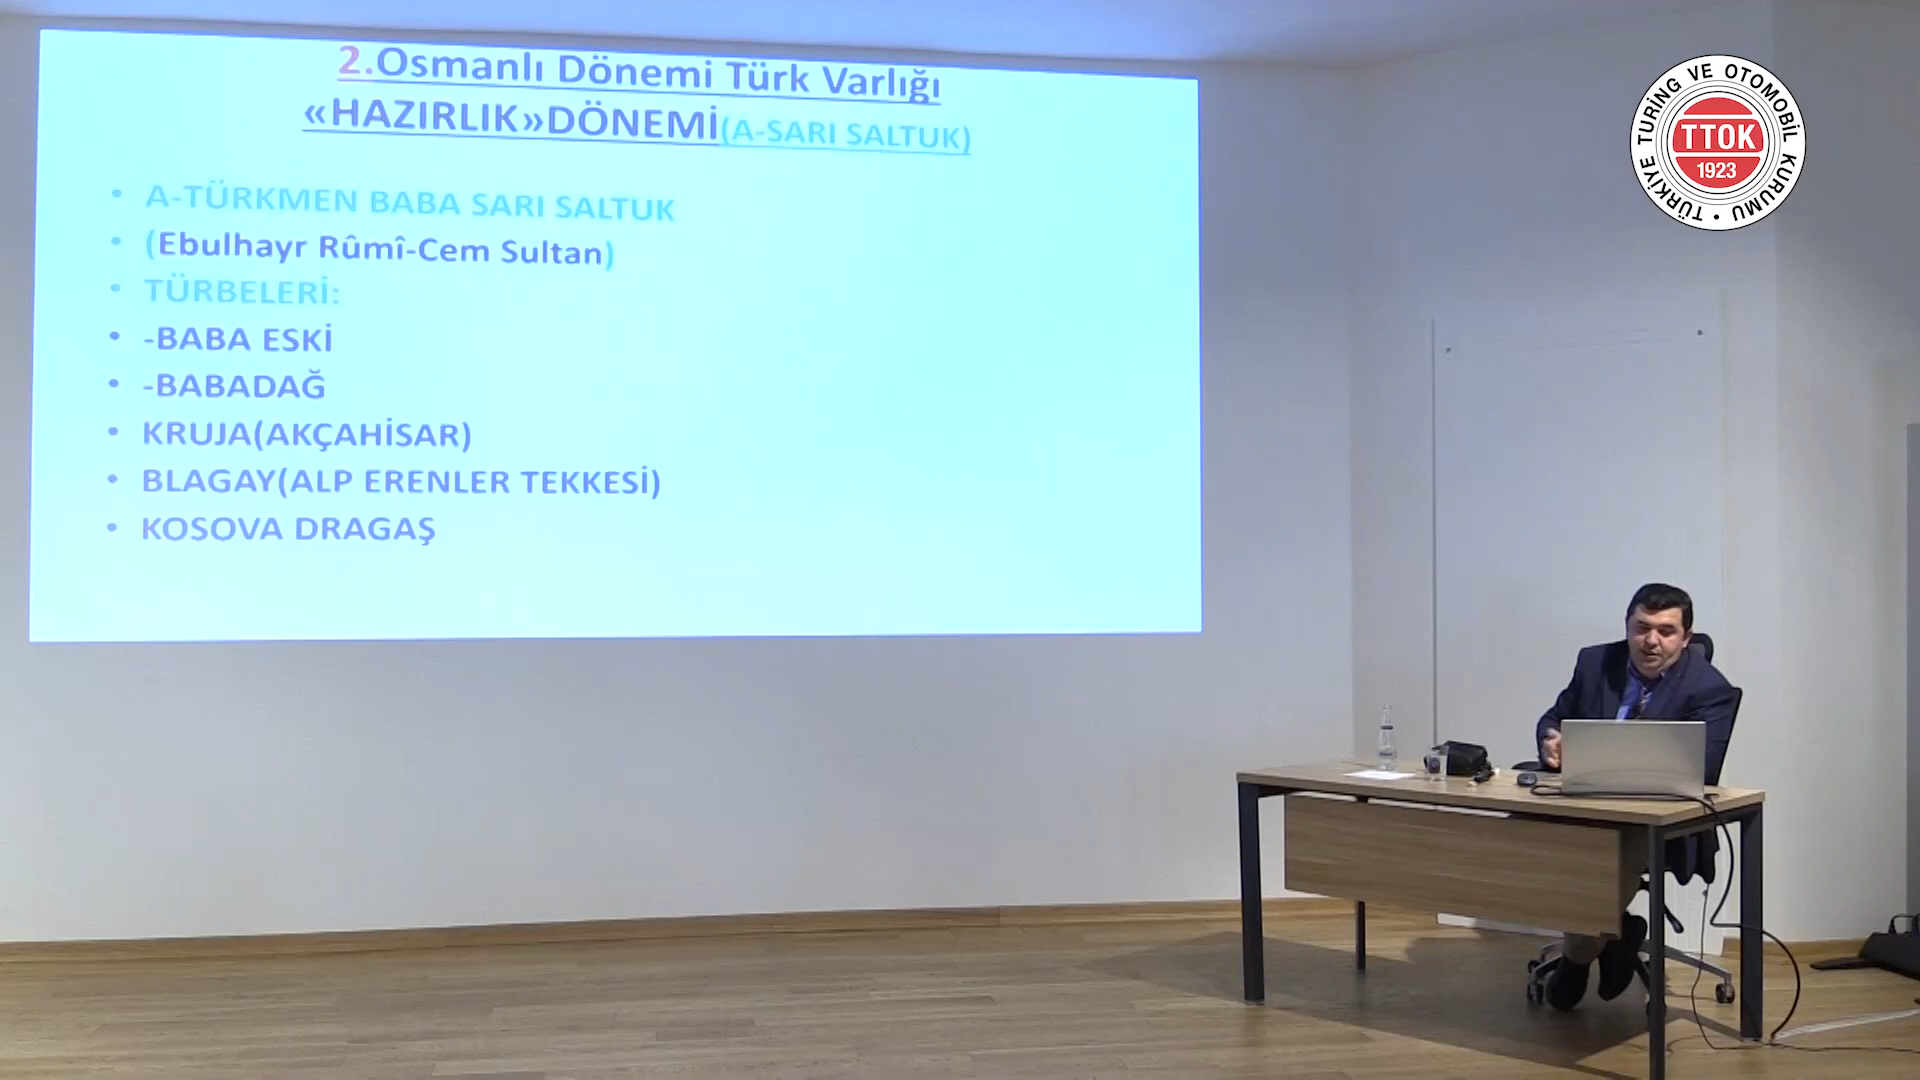 2.Osmanlı Dönemi Türk Varlığı
«HAZIRLIK»DÖNEMİ(A-SARI SALTUK)
• A-TÜRKMEN BABA SARI SALTUK
• (Ebulhayr Rûmî-Cem Sultan)
• TÜRBELERİ:
• -BABA ESKİ
• -BABADAĞ
• KRUJA(AKÇAHİSAR)
• BLAGAY(ALP ERENLER TEKKESİ)
• KOSOVA DRAGAŞ
TÜRKİYE TURİNG VE OTOMOBİL KURUMU •
TTOK
1923